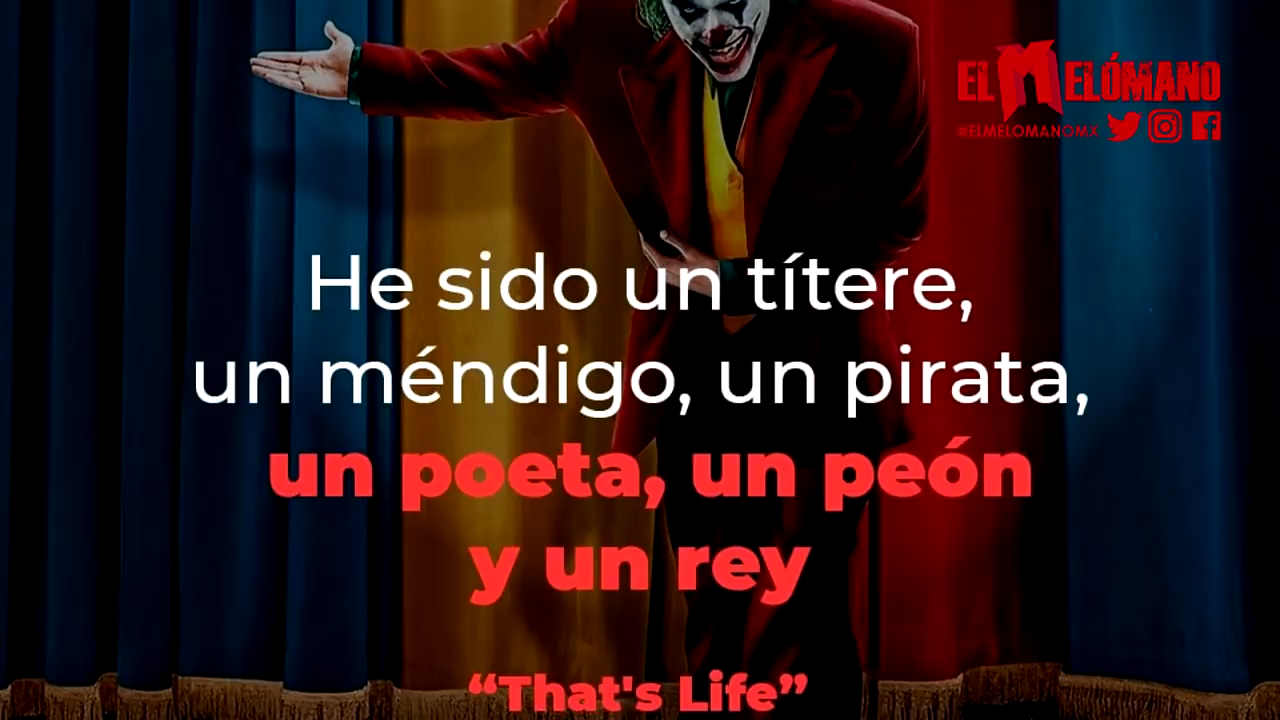 EL MELÓMANO
#ELMELOMANOMX
He sido un títere,
un méndigo, un pirata,
un poeta, un peón
y un rey
“That's Life”